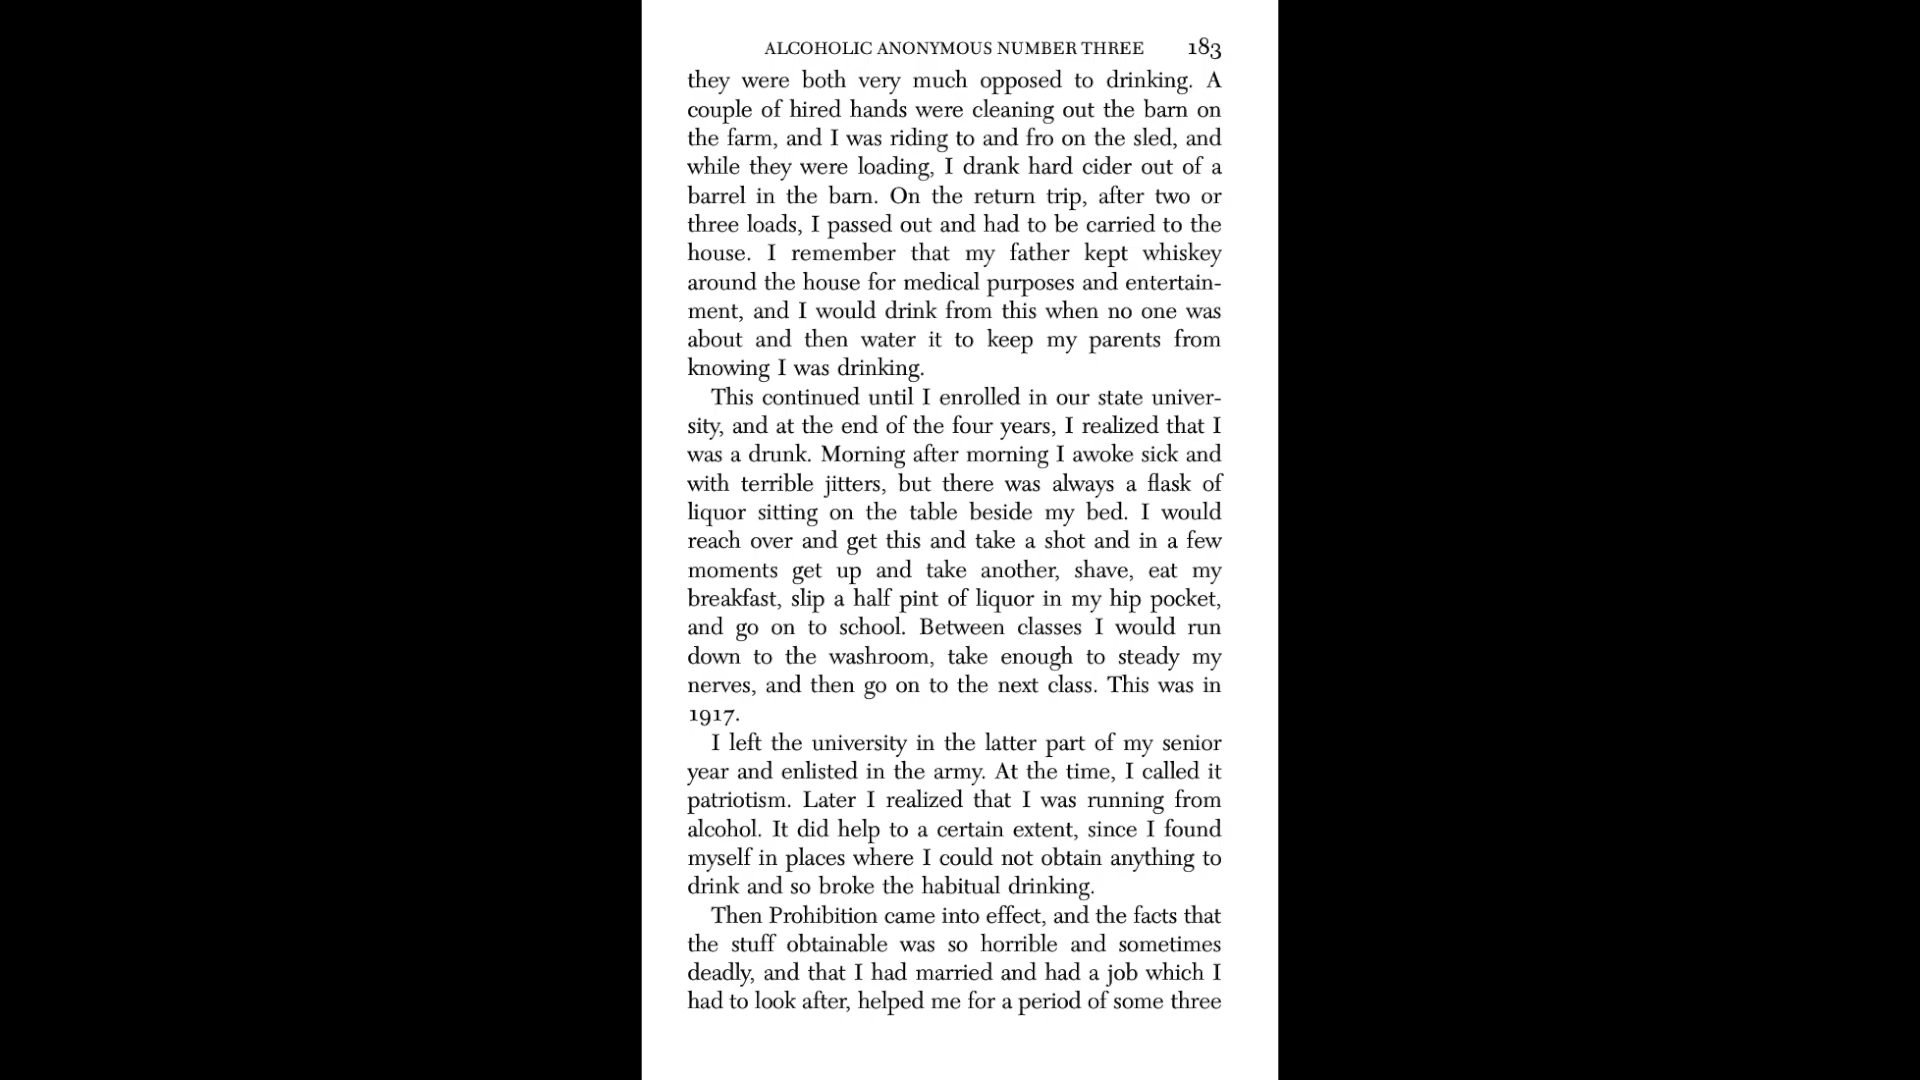 ALCOHOLIC ANONYMOUS NUMBER THREE 183
they were both very much opposed to drinking. A
couple of hired hands were cleaning out the barn on
the farm, and I was riding to and fro on the sled, and
while they were loading, I drank hard cider out of a
barrel in the barn. On the return trip, after two or
three loads, I passed out and had to be carried to the
house. I remember that my father kept whiskey
around the house for medical purposes and entertain-
ment, and I would drink from this when no one was
about and then water it to keep my parents from
knowing I was drinking.
This continued until I enrolled in our state univer-
sity, and at the end of the four years, I realized that I
was a drunk. Morning after morning I awoke sick and
with terrible jitters, but there was always a flask of
liquor sitting on the table beside my bed. I would
reach over and get this and take a shot and in a few
moments get up and take another, shave, eat my
breakfast, slip a half pint of liquor in my hip pocket,
and go on to school. Between classes I would run
down to the washroom, take enough to steady my
nerves, and then go on to the next class. This was in
1917.
I left the university in the latter part of my senior
year and enlisted in the army. At the time, I called it
patriotism. Later I realized that I was running from
alcohol. It did help to a certain extent, since I found
myself in places where I could not obtain anything to
drink and so broke the habitual drinking.
Then Prohibition came into effect, and the facts that
the stuff obtainable was so horrible and sometimes
deadly, and that I had married and had a job which I
had to look after, helped me for a period of some three